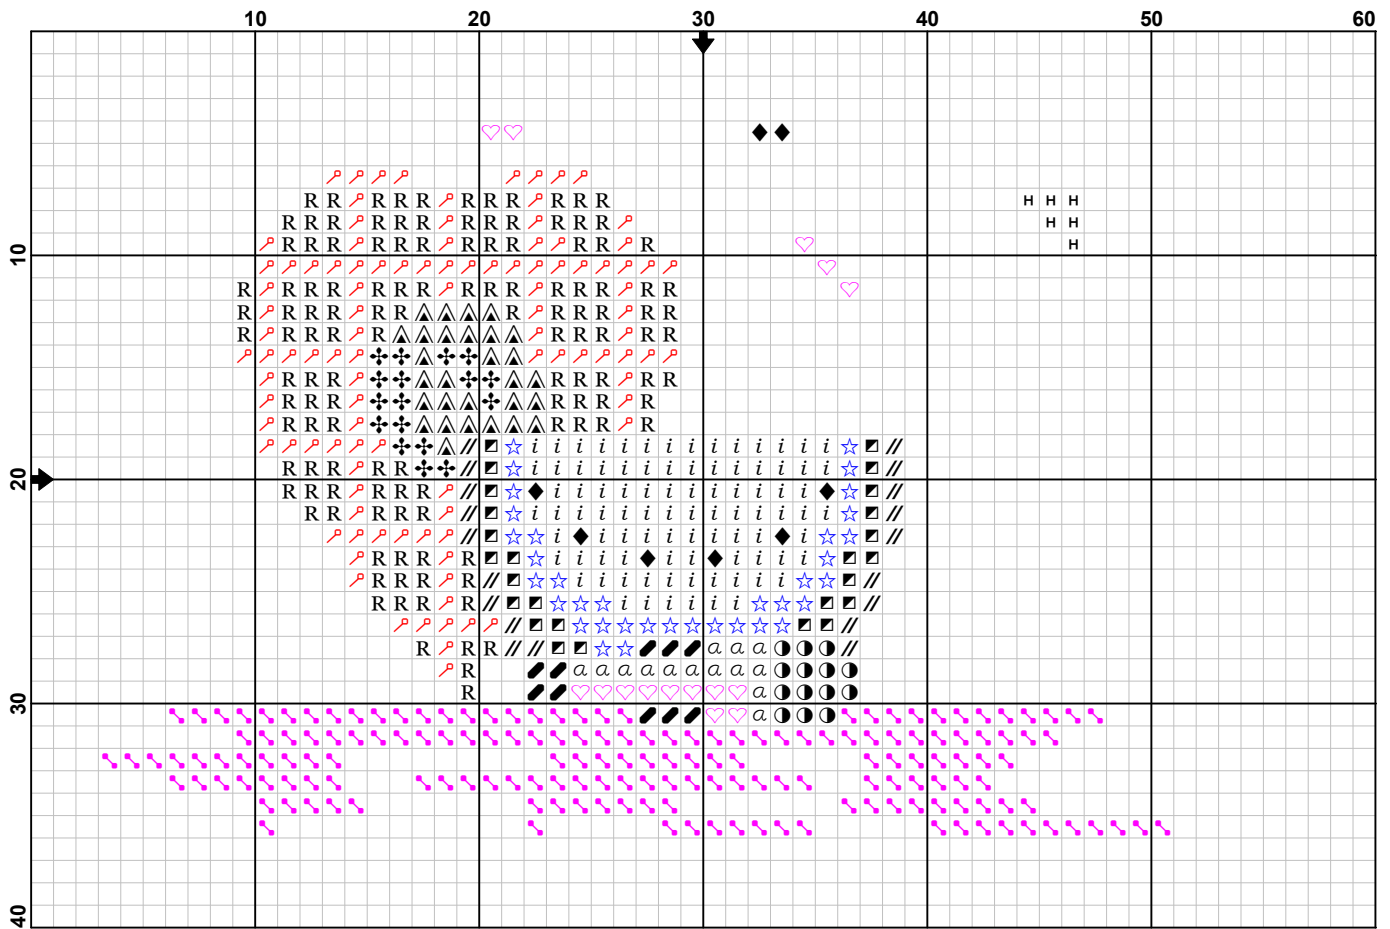 10 20 30 40 50 60
R R R R R R R R R R R H H H
R R R R R R R R R R R R H H
R R R R R R R R R R R R R H
10
R R R R R R R R R R R R R R R
R R R R R R R R R R R R
R R R R R R R R R R
R R R R R R R R
R R R R R R R
R R R R R R R
i i i i i i i i i i i i i i
R R R R R i i i i i i i i i i i i i i
20
R R R R R R i i i i i i i i i i i i
R R R R R i i i i i i i i i i i i i i
i i i i i i i i i i
R R R R i i i i i i i i i i
R R R R i i i i i i i i i i
R R R R i i i i i i
R R R a a a
R a a a a a a a a a
R a
30
a
40